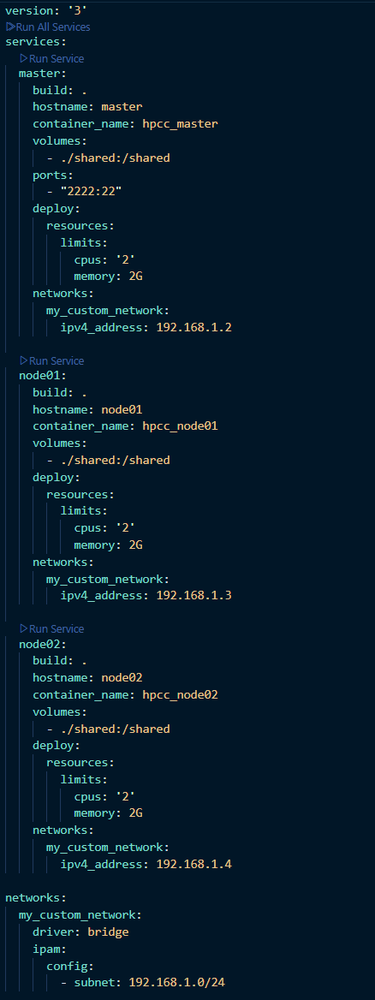 version: '3'
Run All Services
services:
Run Service
  master:
    build: .
    hostname: master
    container_name: hpcc_master
    volumes:
      - ./shared:/shared
    ports:
      - "2222:22"
    deploy:
      resources:
        limits:
          cpus: '2'
          memory: 2G
    networks:
      my_custom_network:
        ipv4_address: 192.168.1.2
Run Service
  node01:
    build: .
    hostname: node01
    container_name: hpcc_node01
    volumes:
      - ./shared:/shared
    deploy:
      resources:
        limits:
          cpus: '2'
          memory: 2G
    networks:
      my_custom_network:
        ipv4_address: 192.168.1.3
Run Service
  node02:
    build: .
    hostname: node02
    container_name: hpcc_node02
    volumes:
      - ./shared:/shared
    deploy:
      resources:
        limits:
          cpus: '2'
          memory: 2G
    networks:
      my_custom_network:
        ipv4_address: 192.168.1.4
networks:
  my_custom_network:
    driver: bridge
    ipam:
      config:
        - subnet: 192.168.1.0/24